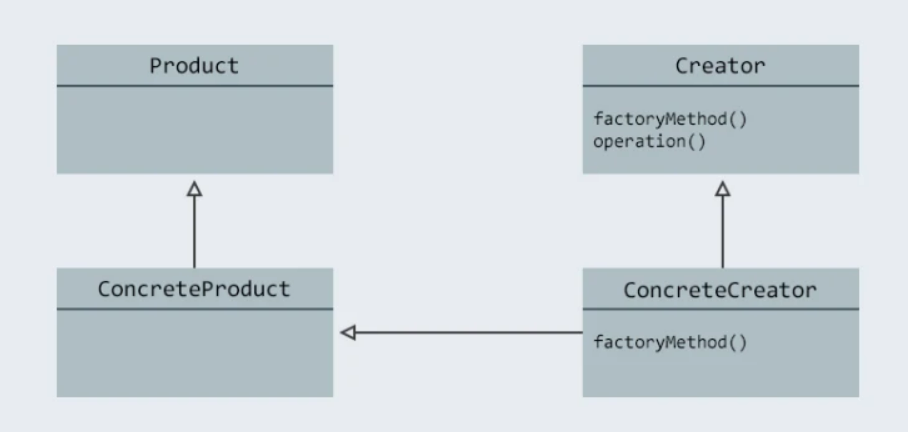 Product
Creator
factoryMethod()
operation()
ConcreteProduct
ConcreteCreator
factoryMethod()